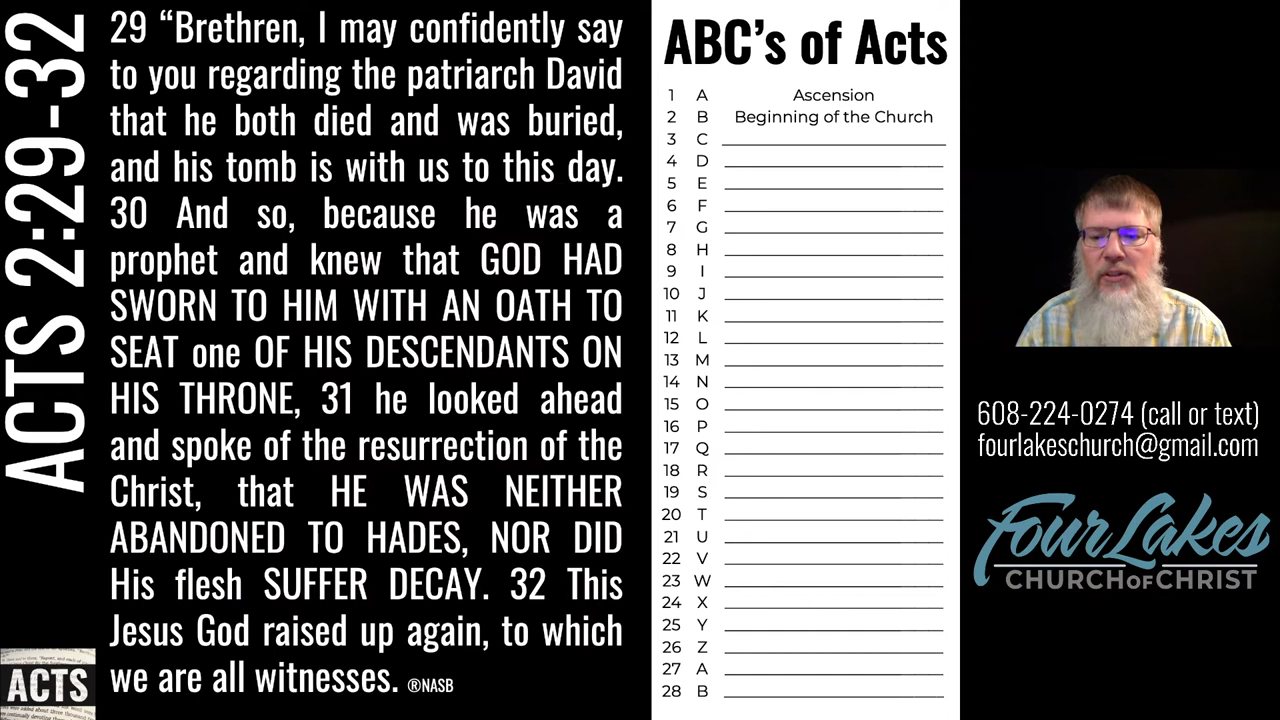 ACTS 2:29-32
29 “Brethren, I may confidently say
to you regarding the patriarch David
that he both died and was buried,
and his tomb is with us to this day.
30 And so, because he was a
prophet and knew that GOD HAD
SWORN TO HIM WITH AN OATH TO
SEAT one OF HIS DESCENDANTS ON
HIS THRONE, 31 he looked ahead
and spoke of the resurrection of the
Christ, that HE WAS NEITHER
ABANDONED TO HADES, NOR DID
His flesh SUFFER DECAY. 32 This
Jesus God raised up again, to which
we are all witnesses. ®NASB
ACTS
ABC’s of Acts
1 A Ascension
2 B Beginning of the Church
3 C
4 D
5 E
6 F
7 G
8 H
9 I
10 J
11 K
12 L
13 M
14 N
15 O
16 P
17 Q
18 R
19 S
20 T
21 U
22 V
23 W
24 X
25 Y
26 Z
27 A
28 B
608-224-0274 (call or text)
fourlakeschurch@gmail.com
Four Lakes
CHURCH OF CHRIST